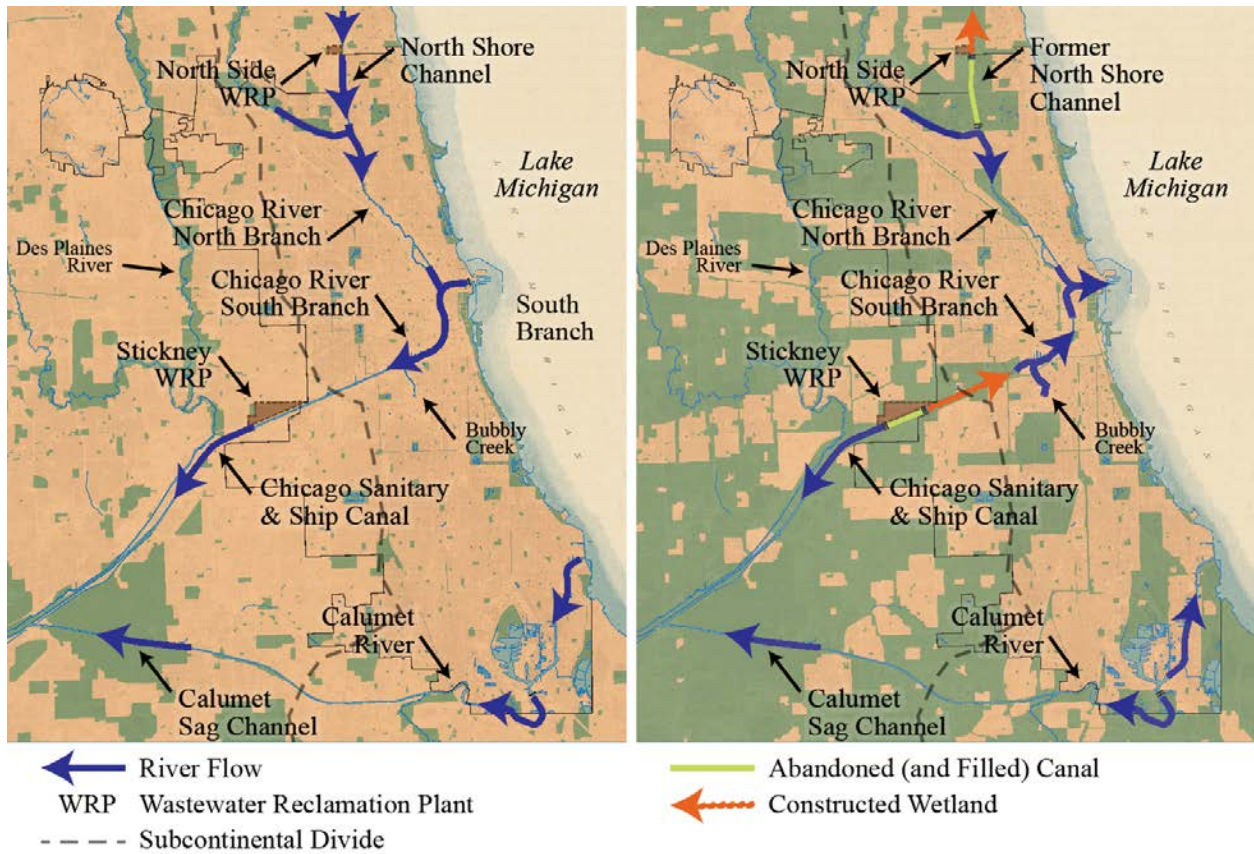 North Side
WRP
North Shore
Channel
Lake
Michigan
Chicago River
North Branch
Des Plaines
River
Chicago River
South Branch
South
Branch
Stickney
WRP
Bubbly
Creek
Chicago Sanitary
& Ship Canal
Calumet
River
Calumet
Sag Channel
North Side
WRP
Former
North Shore
Channel
Lake
Michigan
Chicago River
North Branch
Des Plaines
River
Chicago River
South Branch
Stickney
WRP
Bubbly
Creek
Chicago Sanitary
& Ship Canal
Calumet
River
Calumet
Sag Channel
River Flow
WRP Wastewater Reclamation Plant
Subcontinental Divide
Abandoned (and Filled) Canal
Constructed Wetland